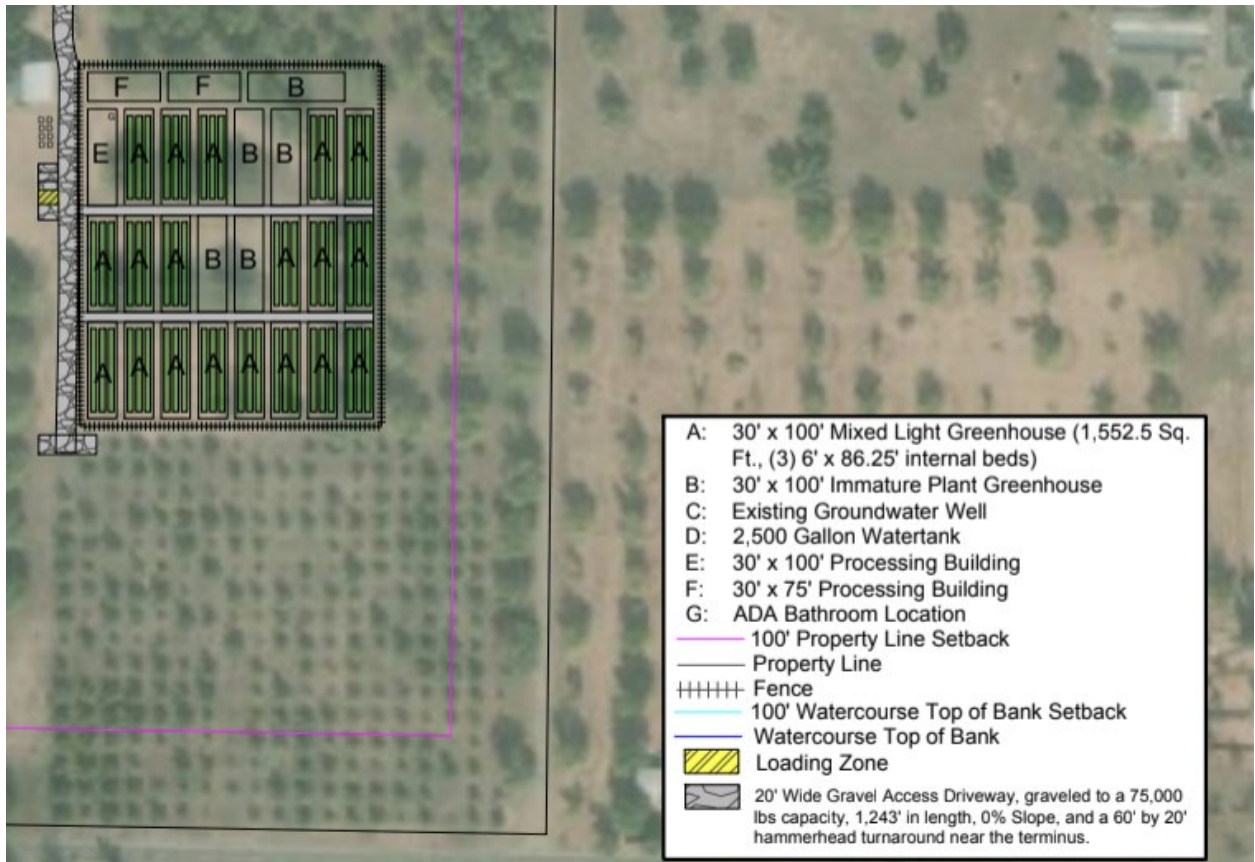 F F B
G
E A A A B B A A
A A A B B A A A
A A A A A A A A
A: 30' x 100' Mixed Light Greenhouse (1,552.5 Sq.
Ft., (3) 6' x 86.25' internal beds)
B: 30' x 100' Immature Plant Greenhouse
C: Existing Groundwater Well
D: 2,500 Gallon Watertank
E: 30' x 100' Processing Building
F: 30' x 75' Processing Building
G: ADA Bathroom Location
100' Property Line Setback
Property Line
Fence
100' Watercourse Top of Bank Setback
Watercourse Top of Bank
Loading Zone
20' Wide Gravel Access Driveway, graveled to a 75,000
lbs capacity, 1,243' in length, 0% Slope, and a 60' by 20'
hammerhead turnaround near the terminus.